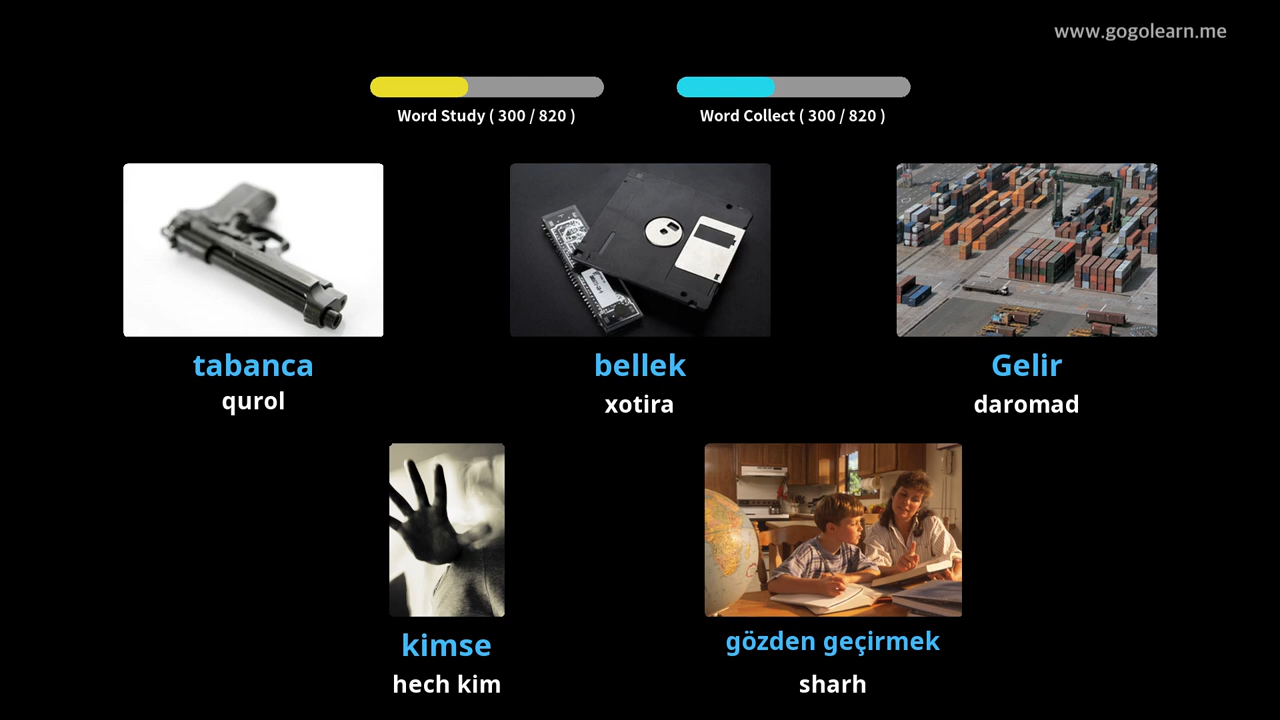 www.gogolearn.me
Word Study ( 300 / 820 )
Word Collect ( 300 / 820 )
tabanca
qurol
bellek
xotira
Gelir
daromad
kimse
hech kim
gözden geçirmek
sharh